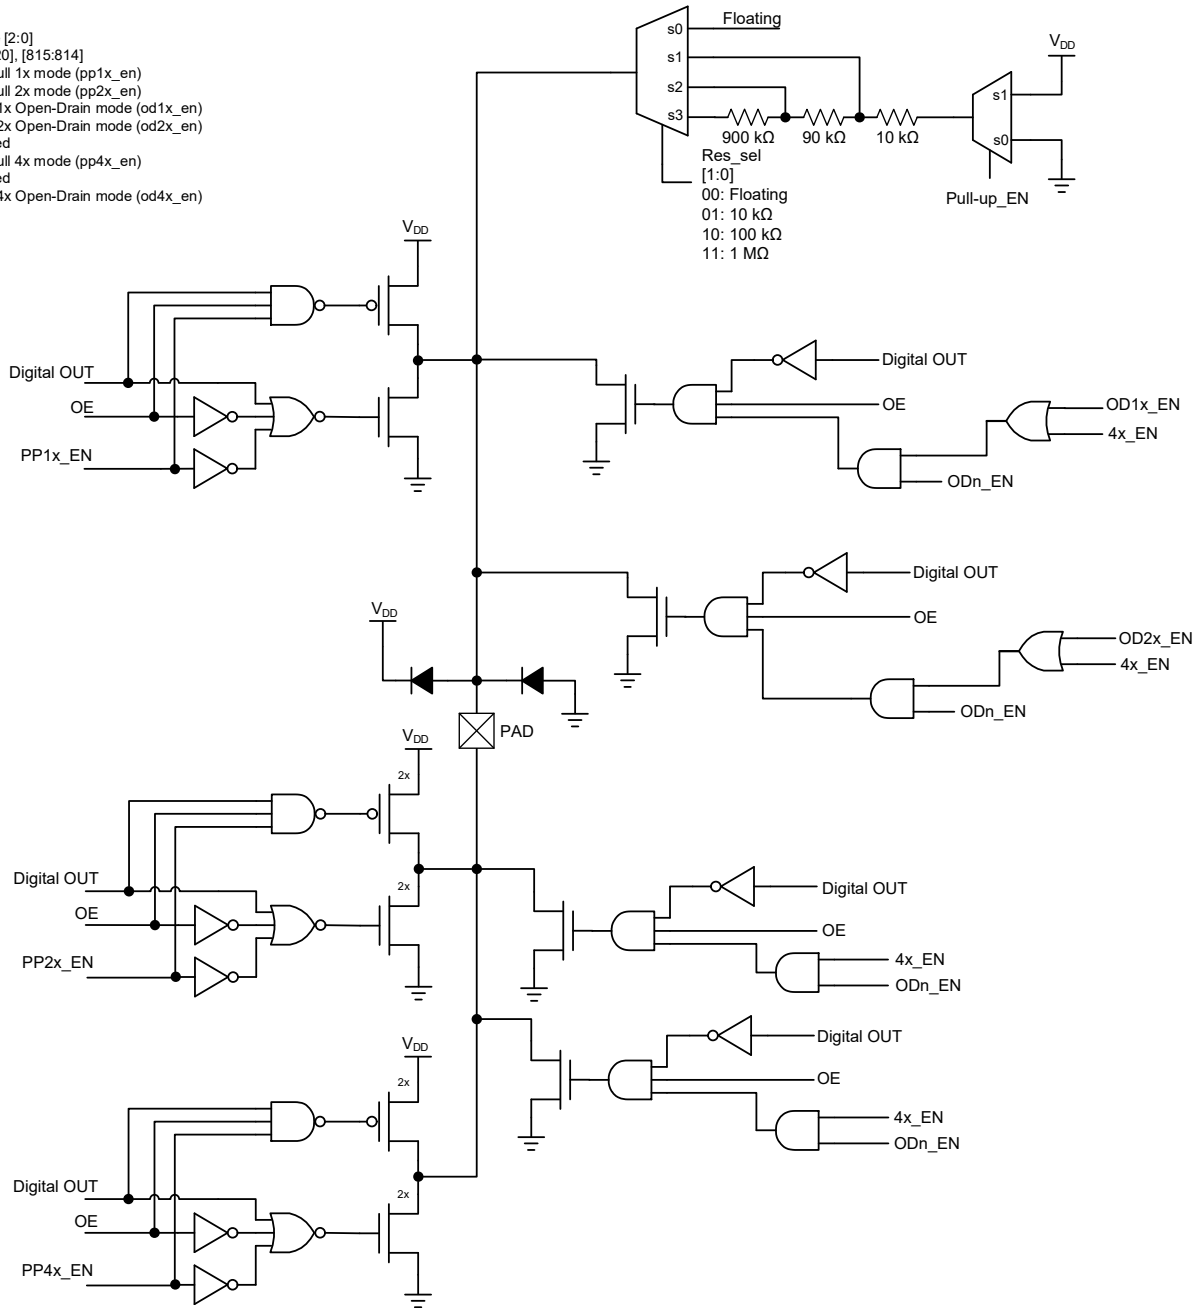 [2:0]
20], [815:814]
ull 1x mode (pp1x_en)
ull 2x mode (pp2x_en)
1x Open-Drain mode (od1x_en)
2x Open-Drain mode (od2x_en)
ed
ull 4x mode (pp4x_en)
ed
4x Open-Drain mode (od4x_en)
s0
Floating
s1
s2
s3
900 kΩ
90 kΩ
10 kΩ
Res_sel
[1:0]
00: Floating
01: 10 kΩ
10: 100 kΩ
11: 1 MΩ
VDD
s1
s0
Pull-up_EN
VDD
Digital OUT
OE
PP1x_EN
Digital OUT
OE
OD1x_EN
4x_EN
ODn_EN
Digital OUT
OE
OD2x_EN
4x_EN
ODn_EN
VDD
PAD
VDD
2x
2x
Digital OUT
OE
PP2x_EN
Digital OUT
OE
4x_EN
ODn_EN
VDD
2x
2x
Digital OUT
OE
PP4x_EN
Digital OUT
OE
4x_EN
ODn_EN